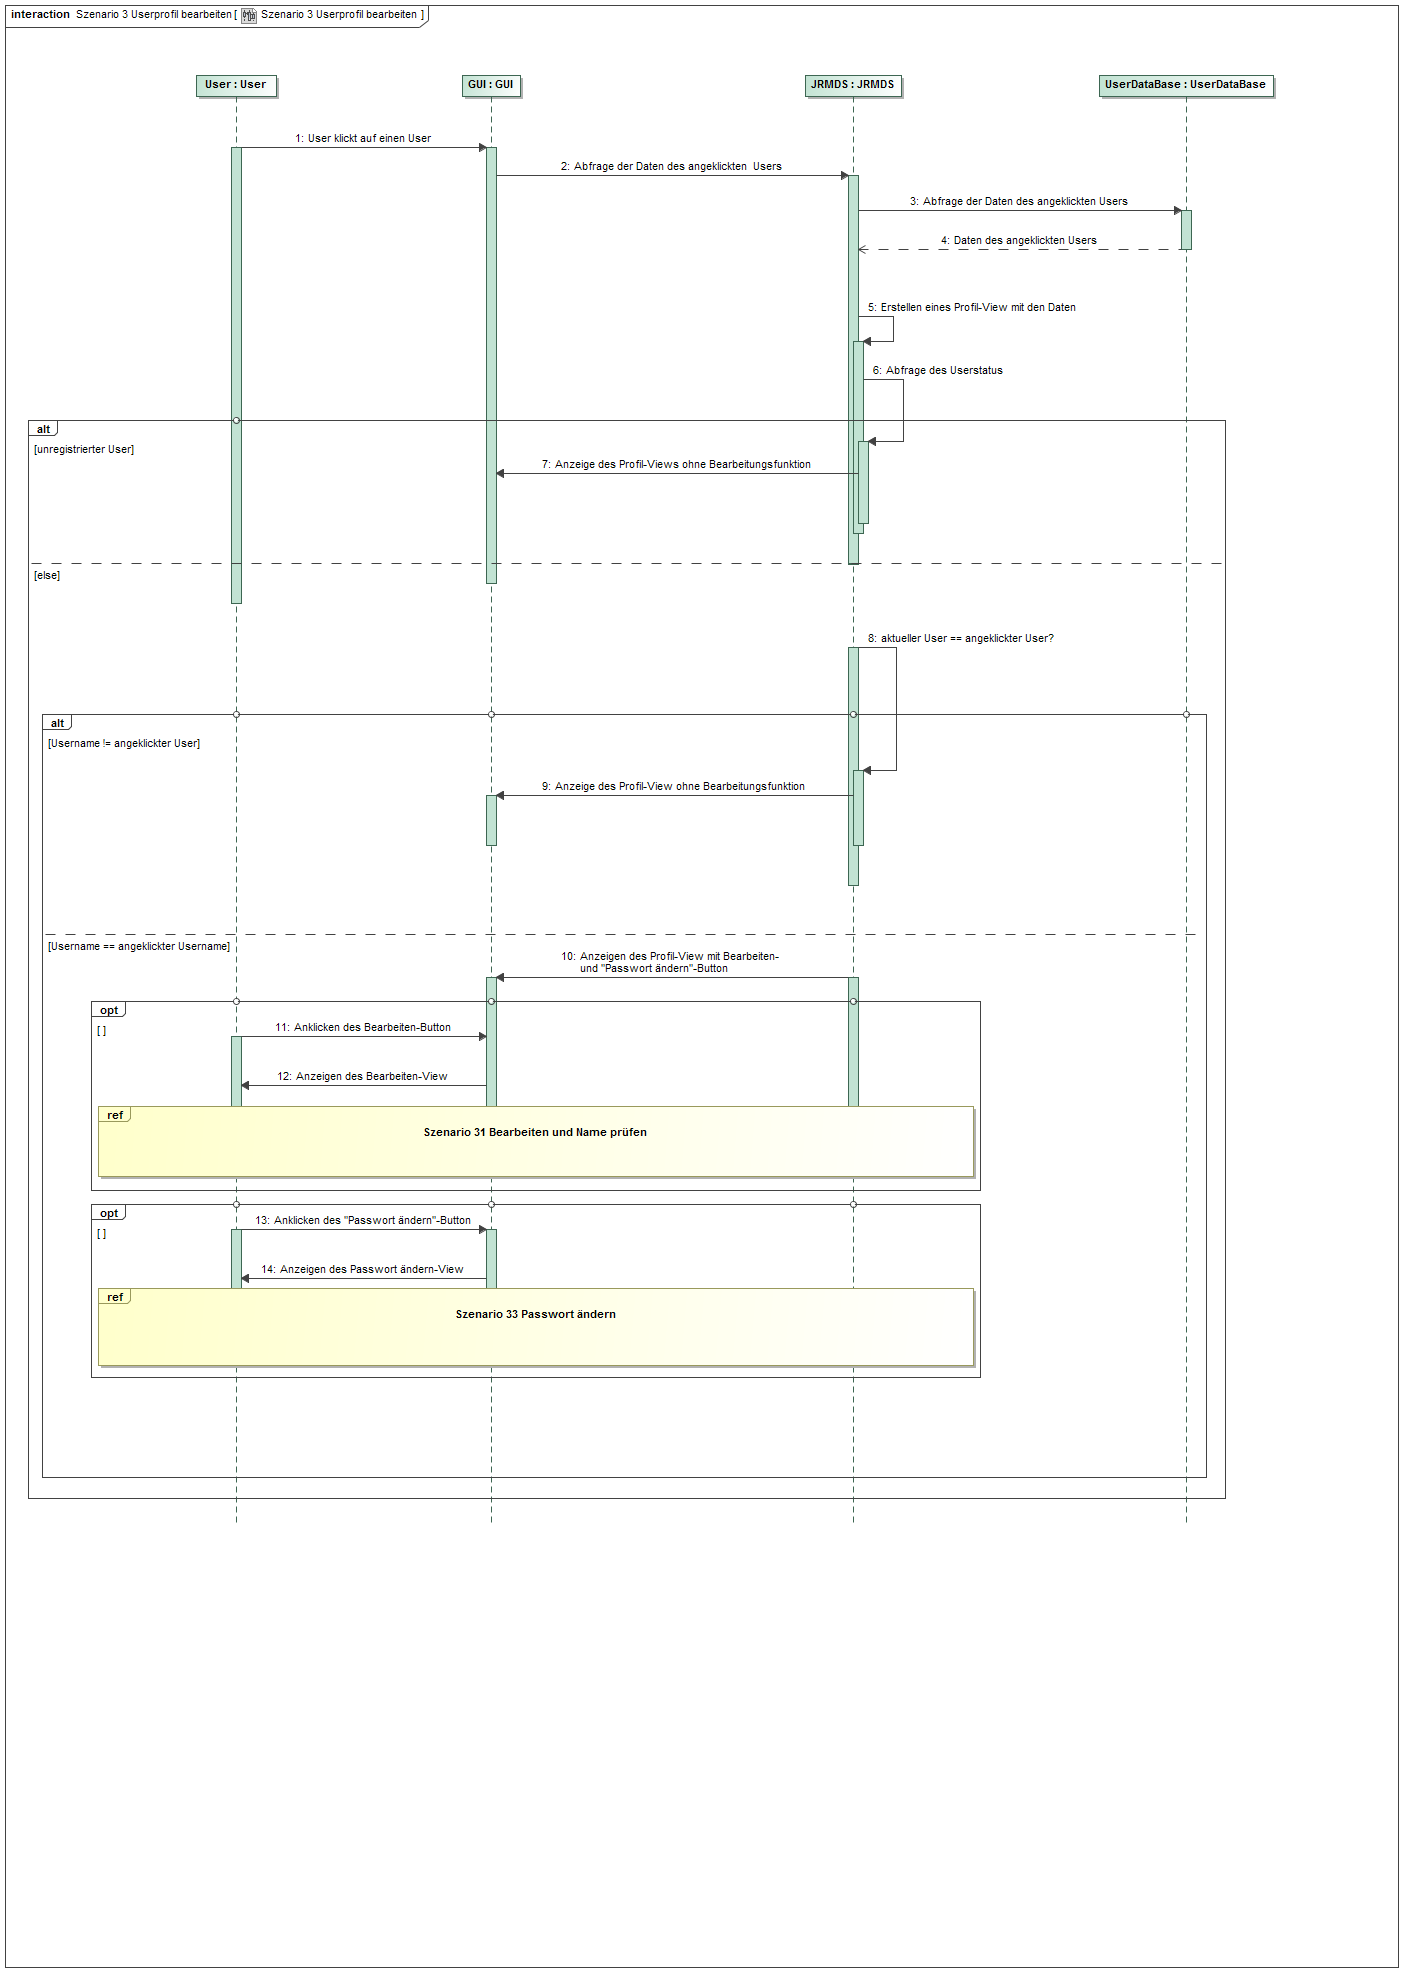 interaction Szenario 3 Userprofil bearbeiten [ Szenario 3 Userprofil bearbeiten ]
User : User
GUI : GUI
JRMDS : JRMDS
UserDataBase : UserDataBase
1: User klickt auf einen User
2: Abfrage der Daten des angeklickten Users
3: Abfrage der Daten des angeklickten Users
4: Daten des angeklickten Users
5: Erstellen eines Profil-View mit den Daten
6: Abfrage des Userstatus
alt
[unregistrierter User]
7: Anzeige des Profil-Views ohne Bearbeitungsfunktion
[else]
8: aktueller User == angeklickter User?
alt
[Username != angeklickter User]
9: Anzeige des Profil-View ohne Bearbeitungsfunktion
[Username == angeklickter Username]
10: Anzeigen des Profil-View mit Bearbeiten-
und "Passwort ändern"-Button
opt
[ ]
11: Anklicken des Bearbeiten-Button
12: Anzeigen des Bearbeiten-View
ref
Szenario 31 Bearbeiten und Name prüfen
opt
[ ]
13: Anklicken des "Passwort ändern"-Button
14: Anzeigen des Passwort ändern-View
ref
Szenario 33 Passwort ändern